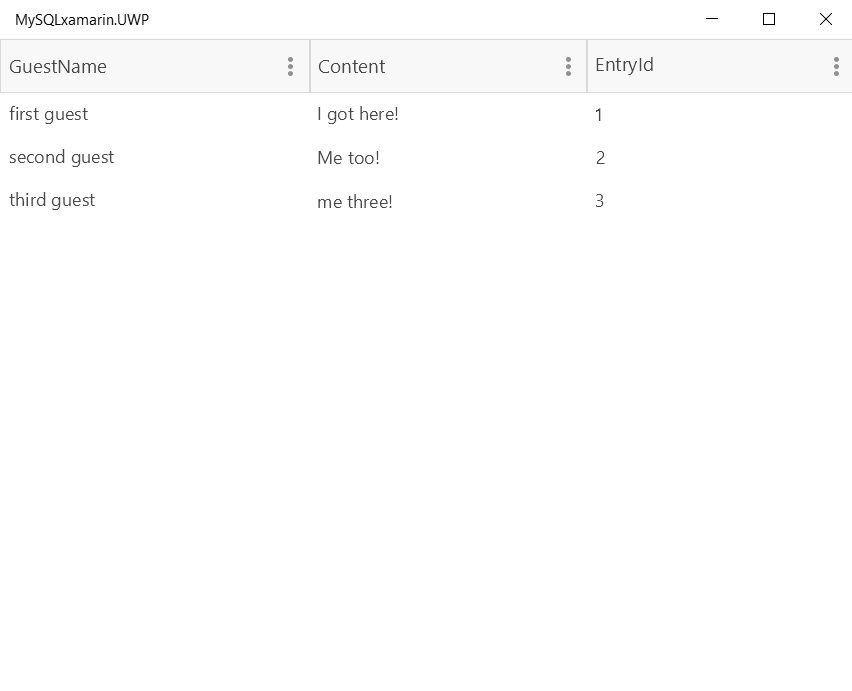 MySQLxamarin.UWP
GuestName Content EntryId
first guest I got here! 1
second guest Me too! 2
third guest me three! 3